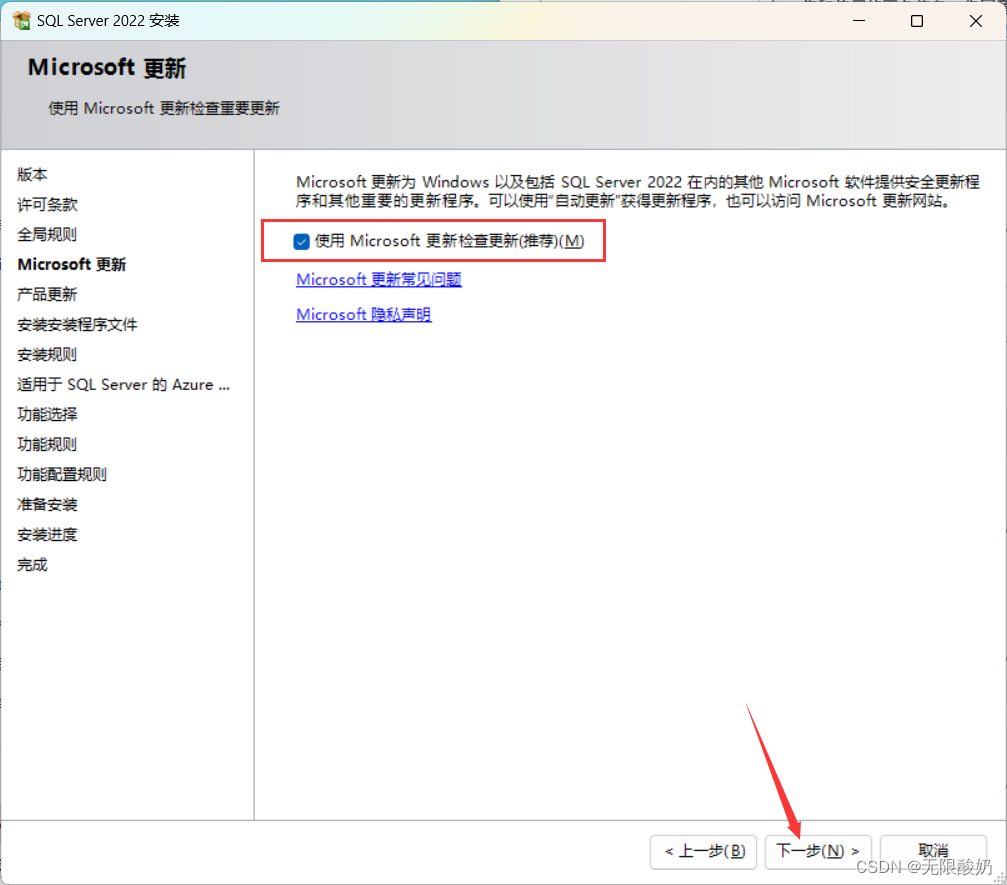 SQL Server 2022 安装
Microsoft 更新
使用 Microsoft 更新检查重要更新
版本
许可条款
全局规则
Microsoft 更新
产品更新
安装安装程序文件
安装规则
适用于 SQL Server 的 Azure ...
功能选择
功能规则
功能配置规则
准备安装
安装进度
完成
Microsoft 更新为 Windows 以及包括 SQL Server 2022 在内的其他 Microsoft 软件提供安全更新程
序和其他重要的更新程序。可以使用“自动更新”获得更新程序，也可以访问 Microsoft 更新网站。
使用 Microsoft 更新检查更新(推荐)(M)
Microsoft 更新常见问题
Microsoft 隐私声明
< 上一步(B)
下一步(N) >
取消
CSDN @无限酸奶